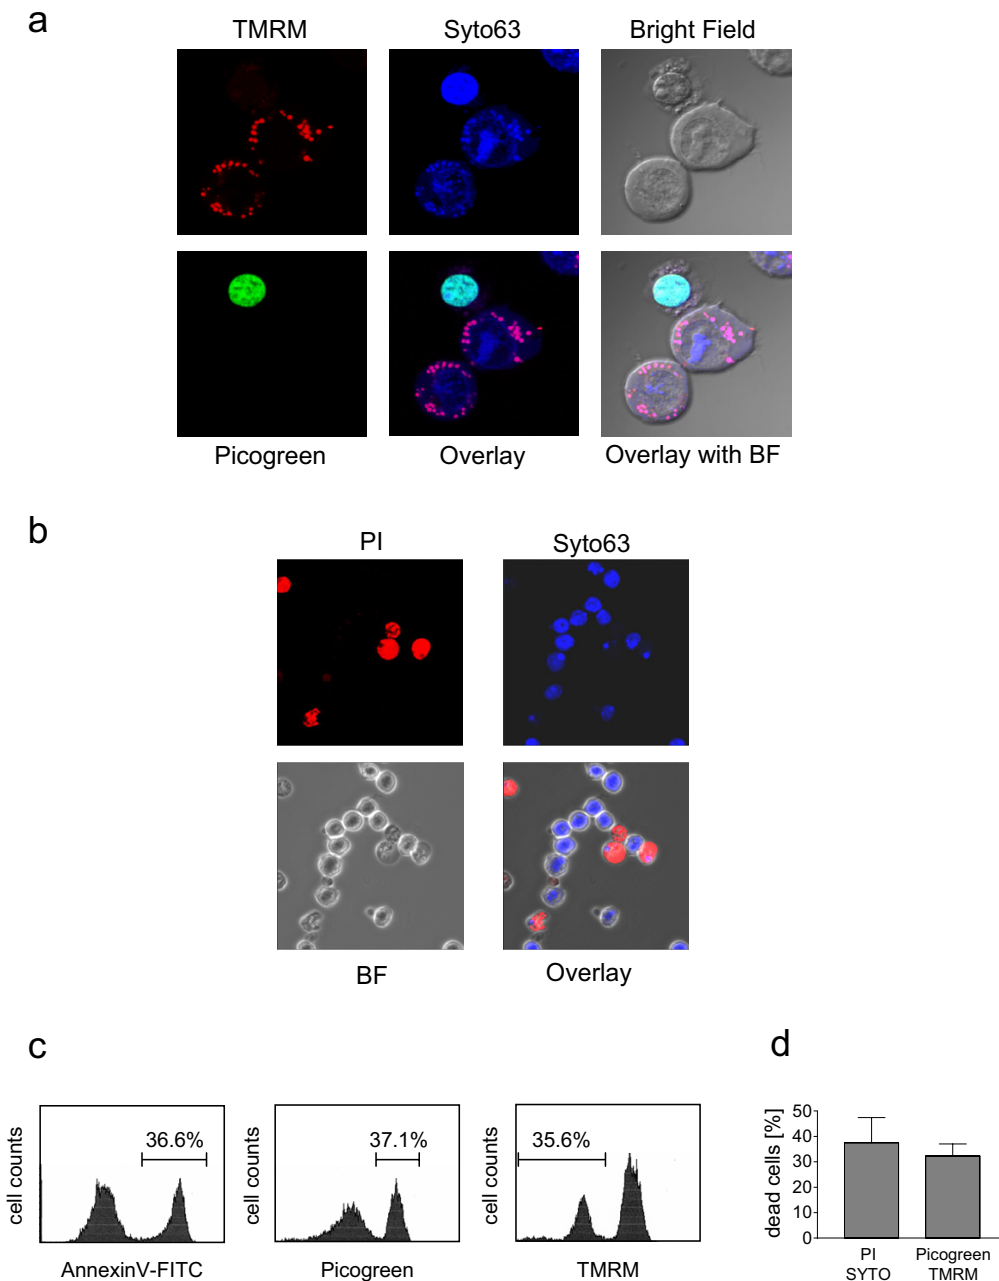 a
TMRM
Syto63
Bright Field
Picogreen
Overlay
Overlay with BF
b
PI
Syto63
BF
Overlay
c
cell counts
36.6%
AnnexinV-FITC
cell counts
37.1%
Picogreen
cell counts
35.6%
TMRM
d
dead cells [%]
50
40
30
20
10
0
PI
SYTO
Picogreen
TMRM